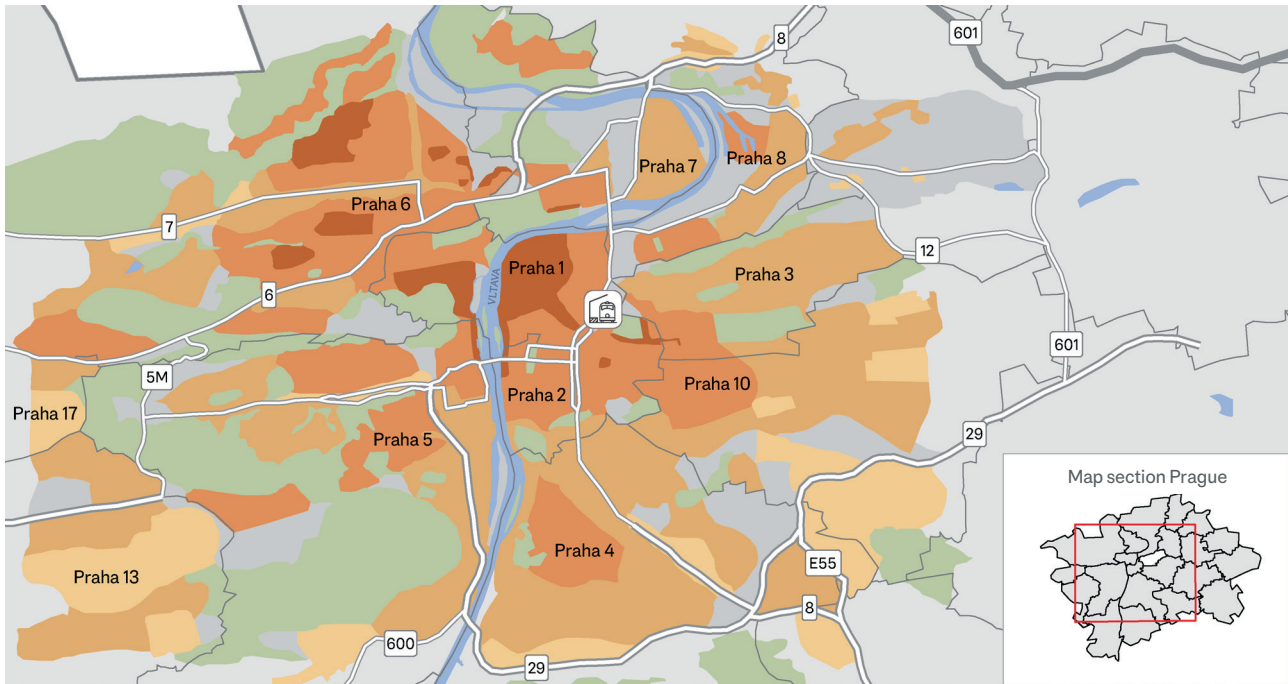 8
601
Praha 7
Praha 8
Praha 6
7
12
Praha 1
Praha 3
VLTAVA
6
601
5M
Praha 10
Praha 2
Praha 17
Praha 5
29
Map section Prague
Praha 4
E55
Praha 13
8
600
29